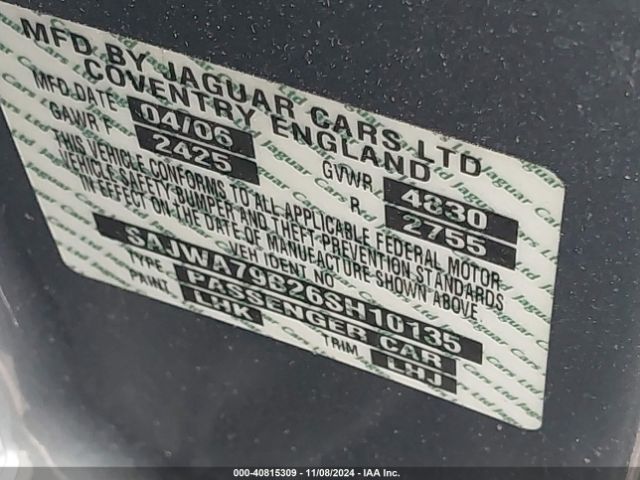 MFD BY JAGUAR CARS LTD
COVENTRY ENGLAND
MFD.DATE 04/06 GVWR 4830
GAWR F 2425 R 2755
THIS VEHICLE CONFORMS TO ALL APPLICABLE FEDERAL MOTOR
VEHICLE SAFETY,BUMPER AND THEFT PREVENTION STANDARDS
IN EFFECT ON THE DATE OF MANUFACTURE SHOWN ABOVE
SAJWA79B26SH10135
VEH IDENT NO
TYPE PASSENGER CAR
PAINT LHK TRIM LHJ
000-40815309 - 11/08/2024 - IAA Inc.